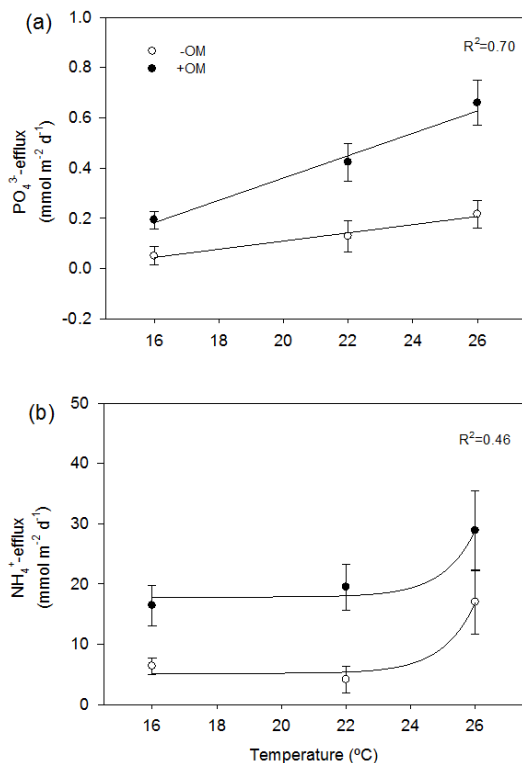 (a)
R²=0.70
-OM
+OM
PO₄³⁻-efflux
(mmol m⁻² d⁻¹)
1.0
0.8
0.6
0.4
0.2
0.0
-0.2
16 18 20 22 24 26
(b)
R²=0.46
NH₄⁺-efflux
(mmol m⁻² d⁻¹)
50
40
30
20
10
0
16 18 20 22 24 26
Temperature (ºC)